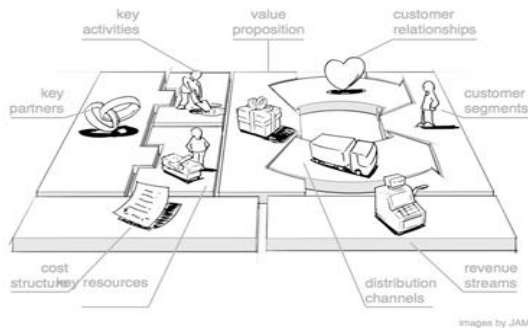 key
activities
value
proposition
customer
relationships
key
partners
customer
segments
cost
structure
key resources
distribution
channels
revenue
streams
images by JAM